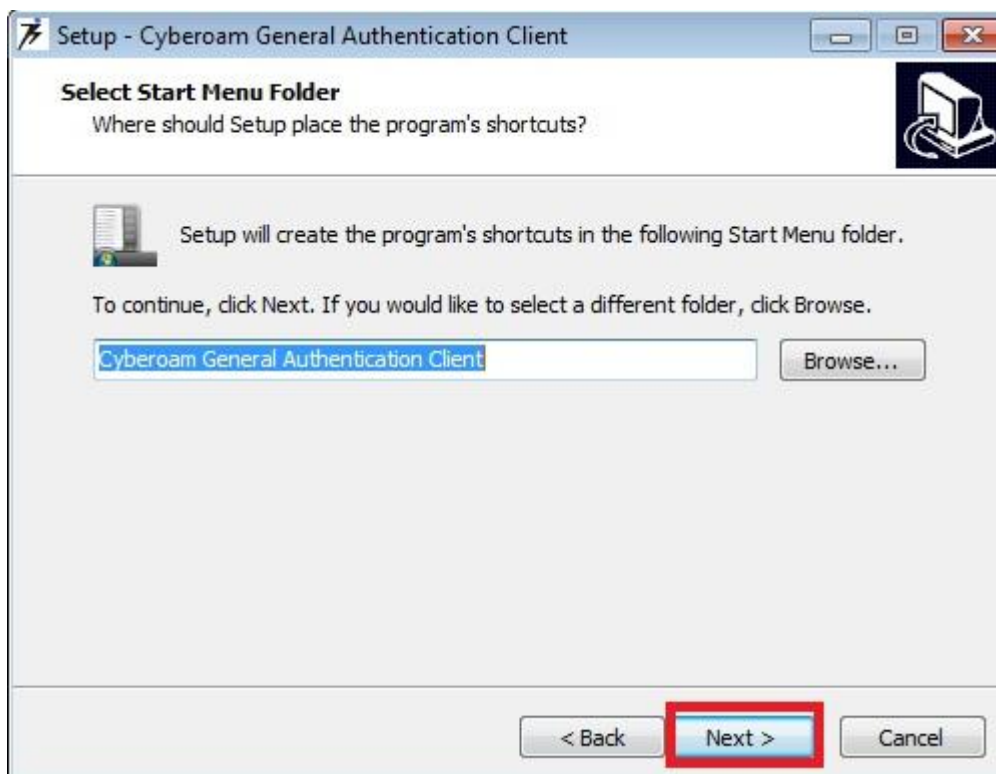 Setup - Cyberoam General Authentication Client
Select Start Menu Folder
Where should Setup place the program's shortcuts?
Setup will create the program's shortcuts in the following Start Menu folder.
To continue, click Next. If you would like to select a different folder, click Browse.
Cyberoam General Authentication Client
Browse...
< Back
Next >
Cancel